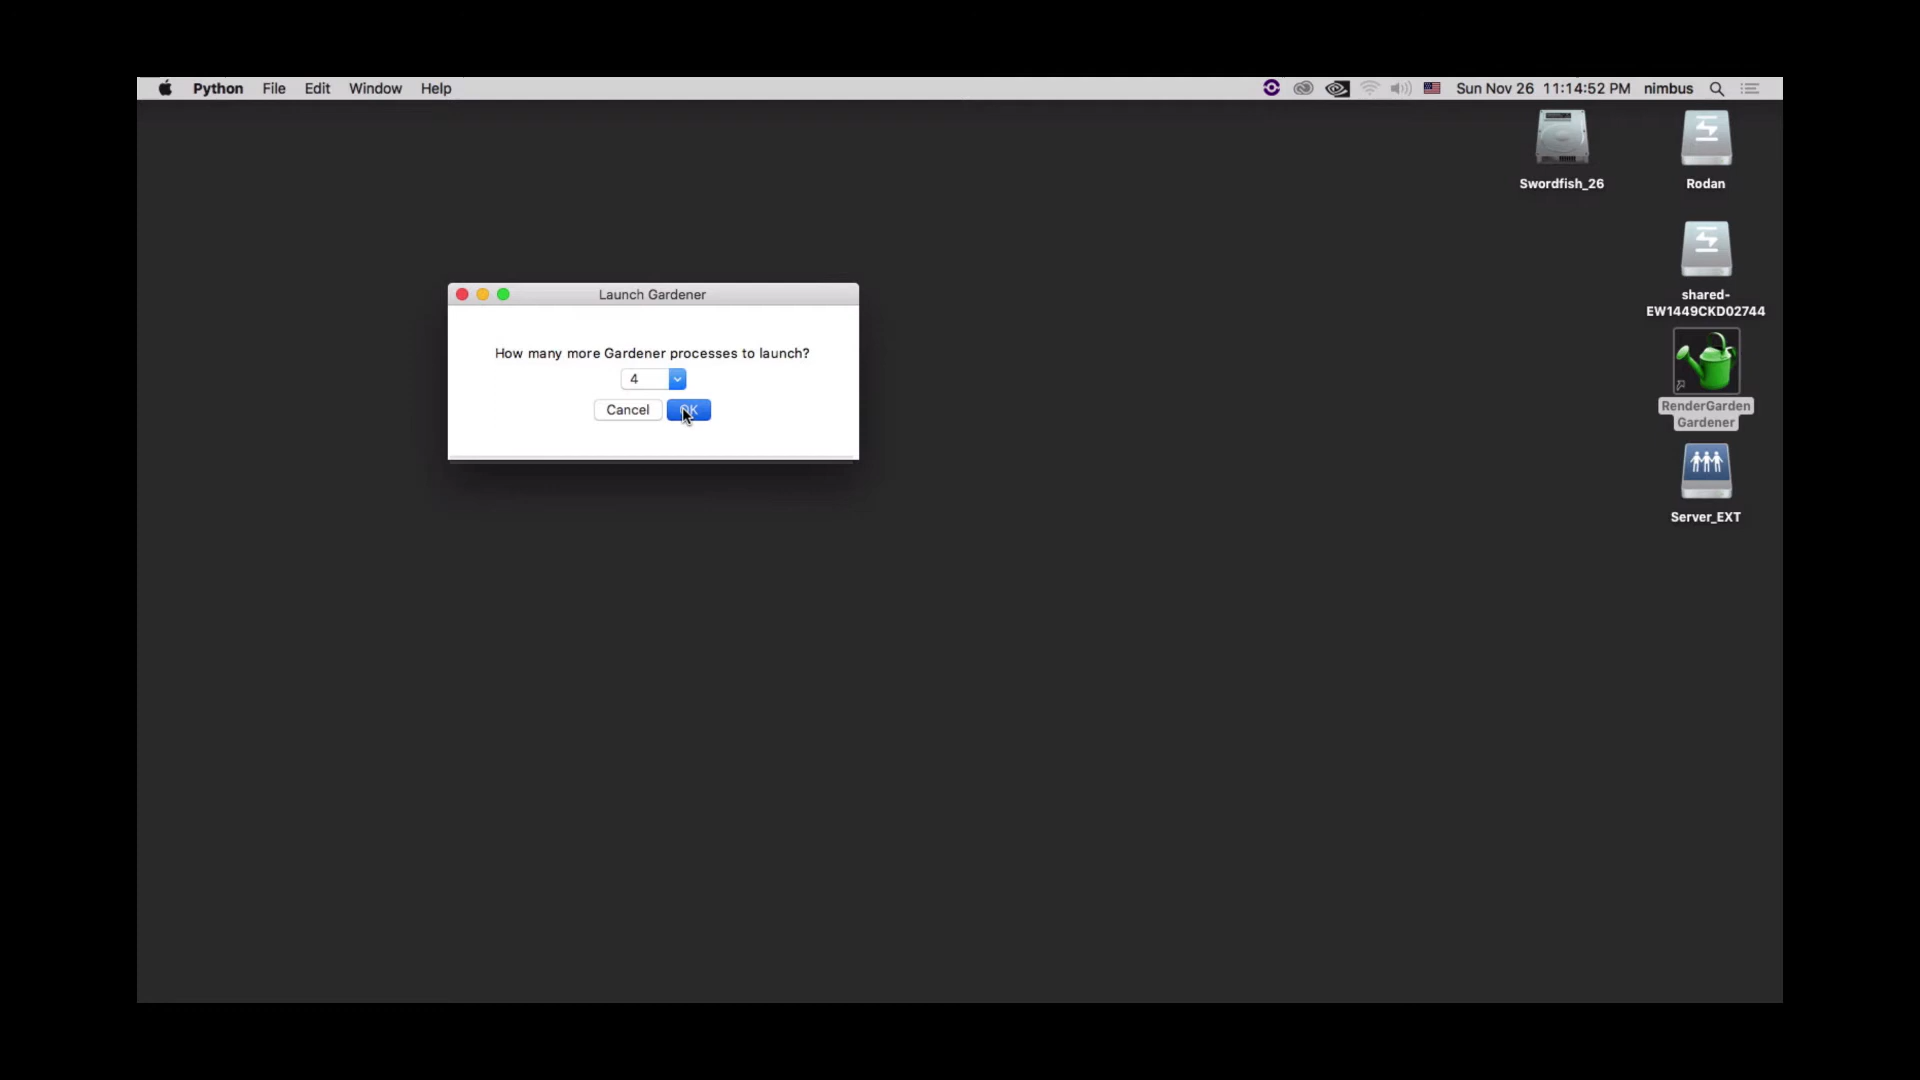 Python File Edit Window Help Sun Nov 26 11:14:52 PM nimbus
Swordfish_26
Rodan
shared-
EW1449CKD02744
Launch Gardener
How many more Gardener processes to launch?
4
Cancel OK
RenderGarden
Gardener
Server_EXT